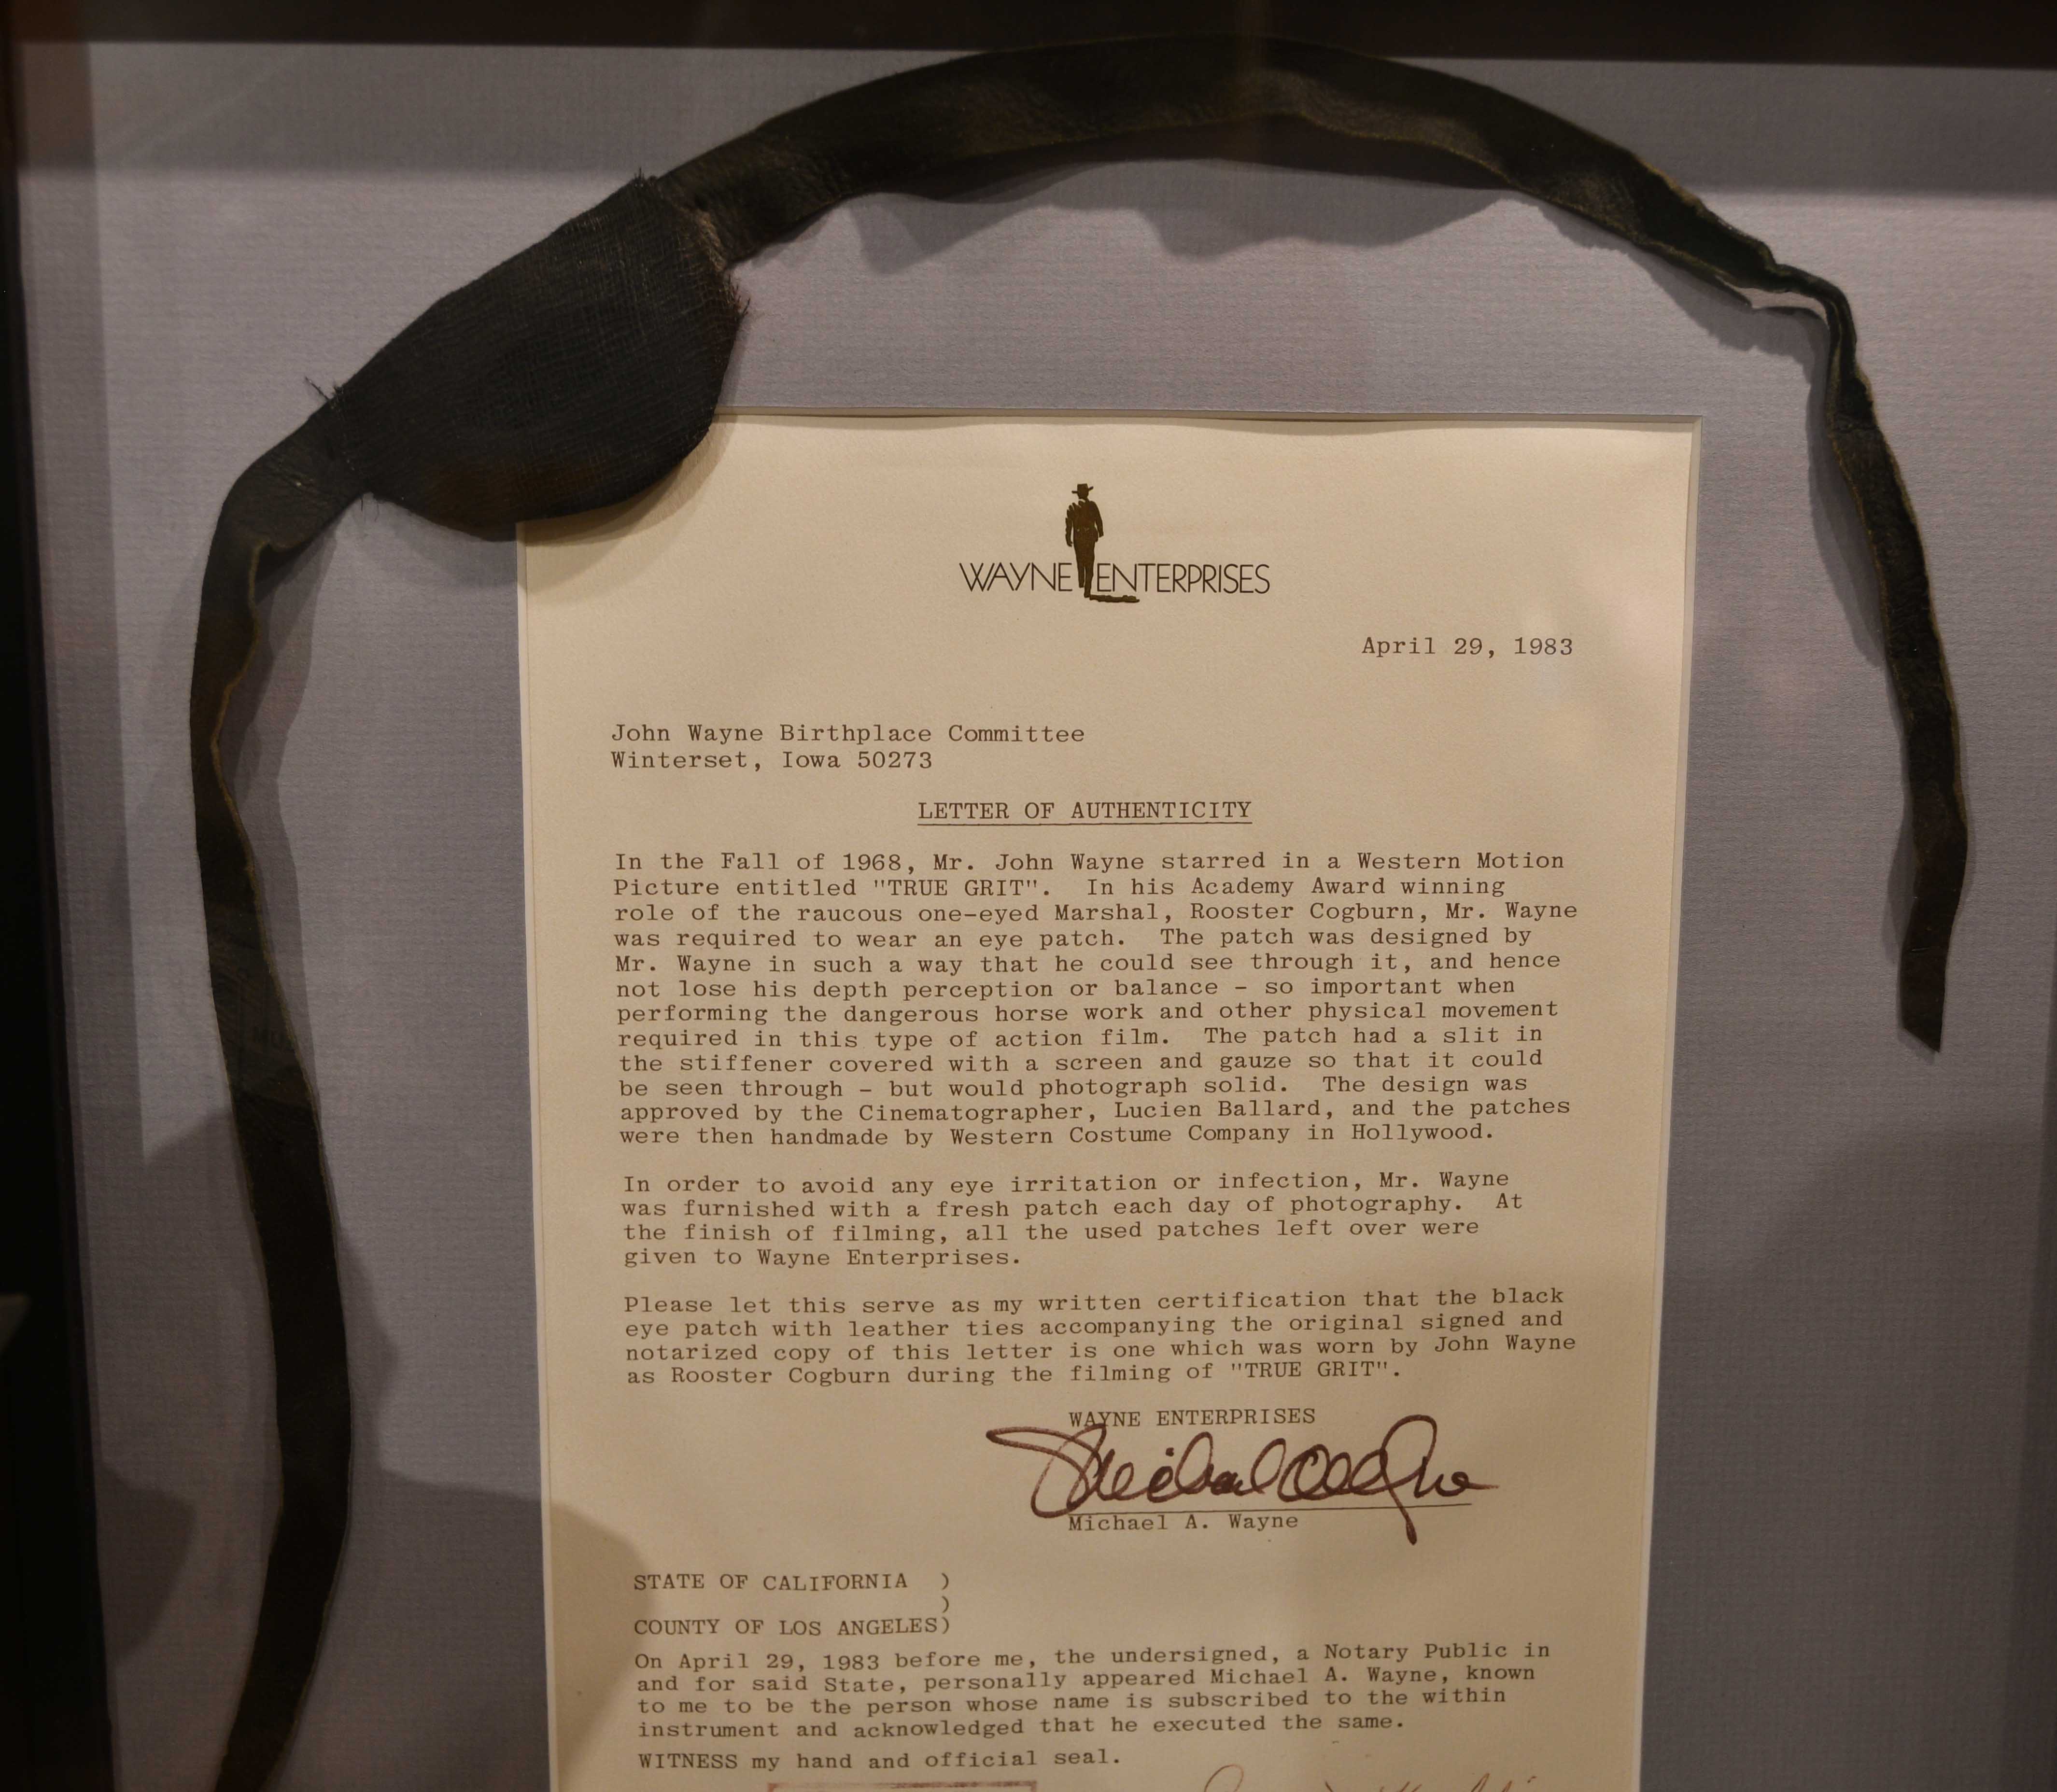 WAYNE ENTERPRISES
April 29, 1983
John Wayne Birthplace Committee
Winterset, Iowa 50273
LETTER OF AUTHENTICITY
In the Fall of 1968, Mr. John Wayne starred in a Western Motion
Picture entitled "TRUE GRIT". In his Academy Award winning
role of the raucous one-eyed Marshal, Rooster Cogburn, Mr. Wayne
was required to wear an eye patch. The patch was designed by
Mr. Wayne in such a way that he could see through it, and hence
not lose his depth perception or balance - so important when
performing the dangerous horse work and other physical movement
required in this type of action film. The patch had a slit in
the stiffener covered with a screen and gauze so that it could
be seen through - but would photograph solid. The design was
approved by the Cinematographer, Lucien Ballard, and the patches
were then handmade by Western Costume Company in Hollywood.
In order to avoid any eye irritation or infection, Mr. Wayne
was furnished with a fresh patch each day of photography. At
the finish of filming, all the used patches left over were
given to Wayne Enterprises.
Please let this serve as my written certification that the black
eye patch with leather ties accompanying the original signed and
notarized copy of this letter is one which was worn by John Wayne
as Rooster Cogburn during the filming of "TRUE GRIT".
WAYNE ENTERPRISES
Michael A. Wayne
STATE OF CALIFORNIA )
)
COUNTY OF LOS ANGELES)
On April 29, 1983 before me, the undersigned, a Notary Public in
and for said State, personally appeared Michael A. Wayne, known
to me to be the person whose name is subscribed to the within
instrument and acknowledged that he executed the same.
WITNESS my hand and official seal.